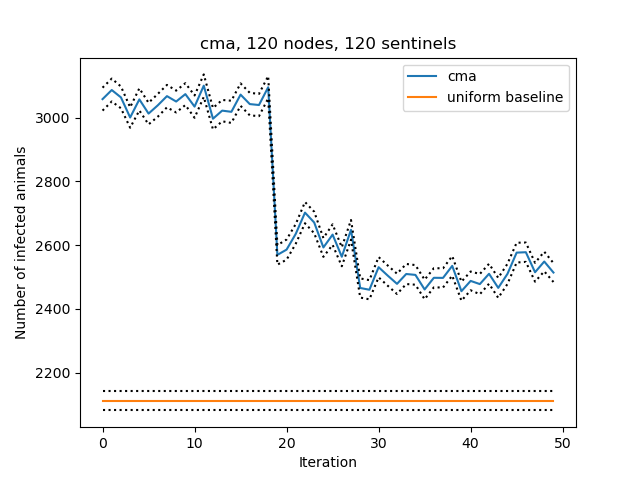 cma, 120 nodes, 120 sentinels
cma
uniform baseline
Number of infected animals
3000
2800
2600
2400
2200
0 10 20 30 40 50
Iteration